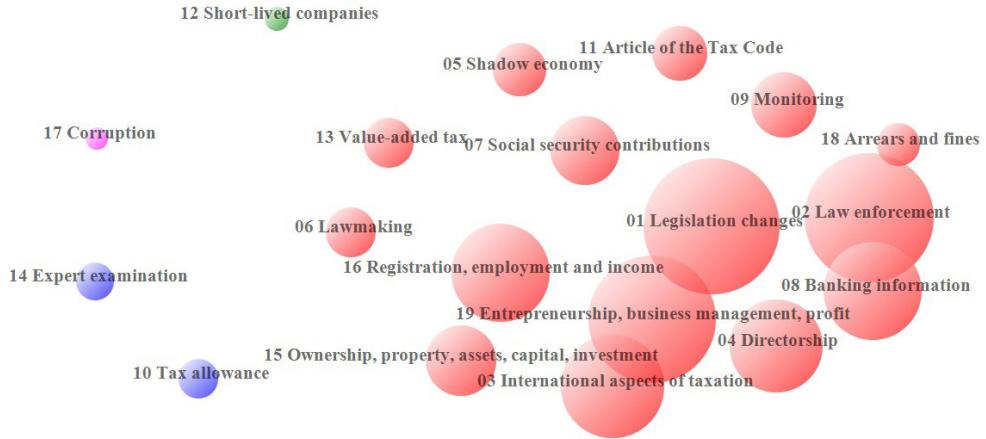 12 Short-lived companies
11 Article of the Tax Code
05 Shadow economy
09 Monitoring
17 Corruption
13 Value-added tax
07 Social security contributions
18 Arrears and fines
02 Law enforcement
01 Legislation changes
06 Lawmaking
16 Registration, employment and income
14 Expert examination
08 Banking information
19 Entrepreneurship, business management, profit
04 Directorship
15 Ownership, property, assets, capital, investment
10 Tax allowance
03 International aspects of taxation